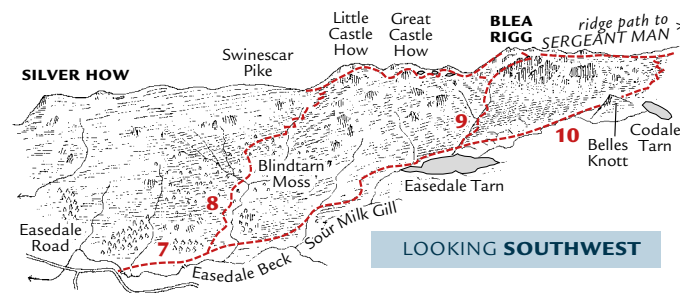 Little
Castle
How
Great
Castle
How
BLEA
RIGG
ridge path to
SERGEANT MAN
Swinescar
Pike
SILVER HOW
9
10
Codale
Tarn
Belles
Knott
Blindtarn
Moss
Easedale Tarn
8
Sour Milk Gill
Easedale
Road
7
Easedale Beck
LOOKING SOUTHWEST